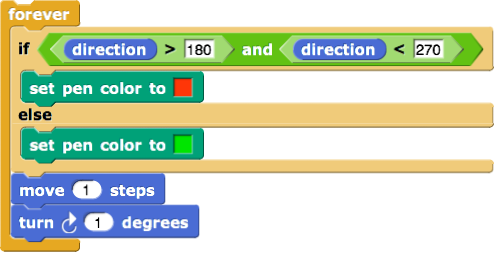 forever
if direction > 180 and direction < 270
set pen color to
else
set pen color to
move 1 steps
turn 1 degrees